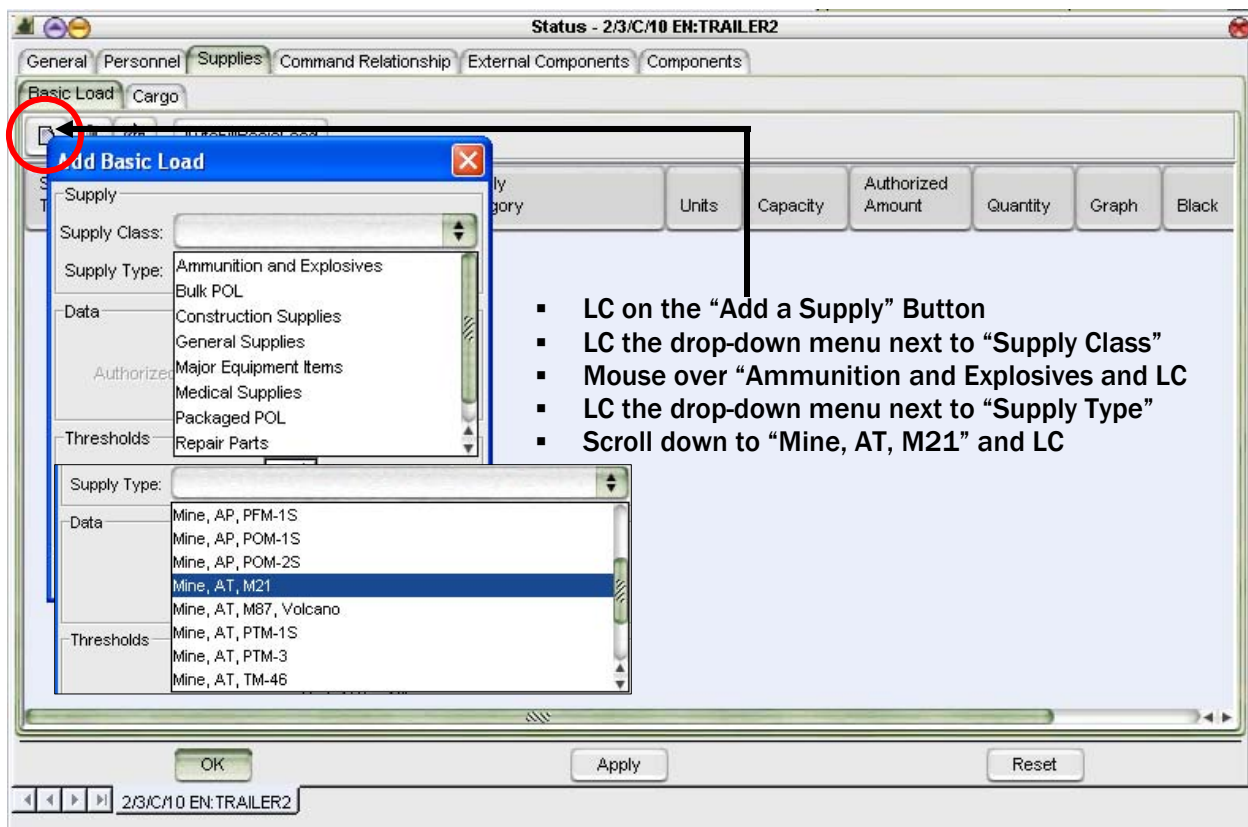 Status - 2/3/C/10 EN:TRAILER2
General Personnel Supplies Command Relationship External Components Components
Basic Load Cargo
Add Basic Load
Supply
Supply Class:
Supply Type:
Ammunition and Explosives
Bulk POL
Construction Supplies
General Supplies
Major Equipment Items
Medical Supplies
Packaged POL
Repair Parts
Data
Thresholds
Units Capacity Authorized Amount Quantity Graph Black
▪ LC on the “Add a Supply” Button
▪ LC the drop-down menu next to “Supply Class”
▪ Mouse over “Ammunition and Explosives and LC
▪ LC the drop-down menu next to “Supply Type”
▪ Scroll down to “Mine, AT, M21” and LC
Supply Type:
Data
Thresholds
Mine, AP, PFM-1S
Mine, AP, POM-1S
Mine, AP, POM-2S
Mine, AT, M21
Mine, AT, M87, Volcano
Mine, AT, PTM-1S
Mine, AT, PTM-3
Mine, AT, TM-46
OK Apply Reset
2/3/C/10 EN:TRAILER2